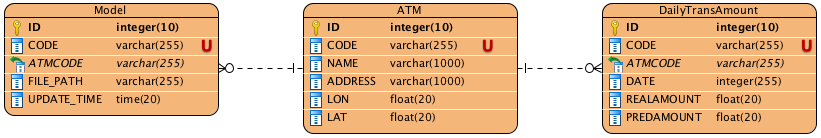 Model
ID integer(10)
CODE varchar(255) U
ATMCODE varchar(255)
FILE_PATH varchar(255)
UPDATE_TIME time(20)
ATM
ID integer(10)
CODE varchar(255) U
NAME varchar(1000)
ADDRESS varchar(1000)
LON float(20)
LAT float(20)
DailyTransAmount
ID integer(10)
CODE varchar(255) U
ATMCODE varchar(255)
DATE integer(255)
REALAMOUNT float(20)
PREDAMOUNT float(20)